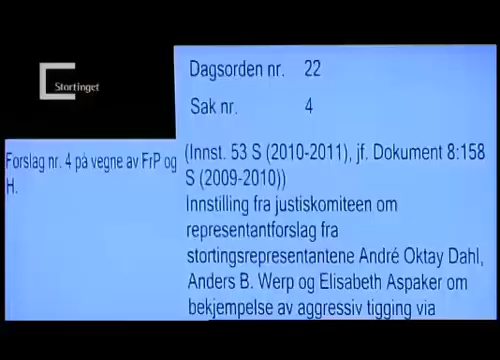 Stortinget
Dagsorden nr. 22
Sak nr. 4
Forslag nr. 4 på vegne av FrP og
H.
(Innst. 53 S (2010-2011), jf. Dokument 8:158
S (2009-2010))
Innstilling fra justiskomiteen om
representantforslag fra
stortingsrepresentantene André Oktay Dahl,
Anders B. Werp og Elisabeth Aspaker om
bekjempelse av aggressiv tigging via